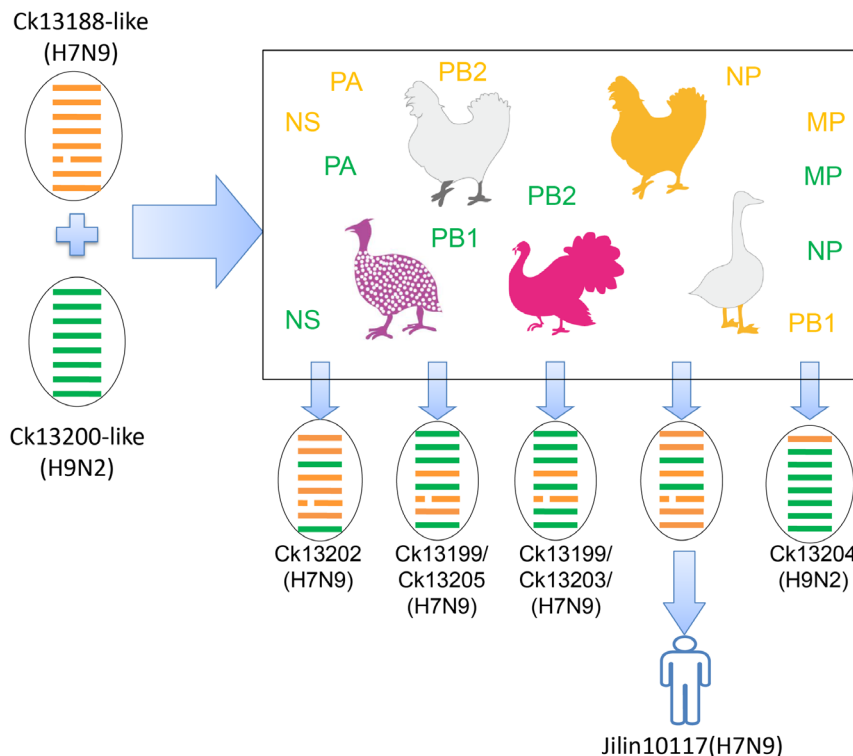 Ck13188-like
(H7N9)
PA
PB2
NP
NS
MP
PA
MP
PB2
PB1
NP
NS
PB1
Ck13200-like
(H9N2)
Ck13202
(H7N9)
Ck13199/
Ck13205
(H7N9)
Ck13199/
Ck13203/
(H7N9)
Ck13204
(H9N2)
Jilin10117(H7N9)